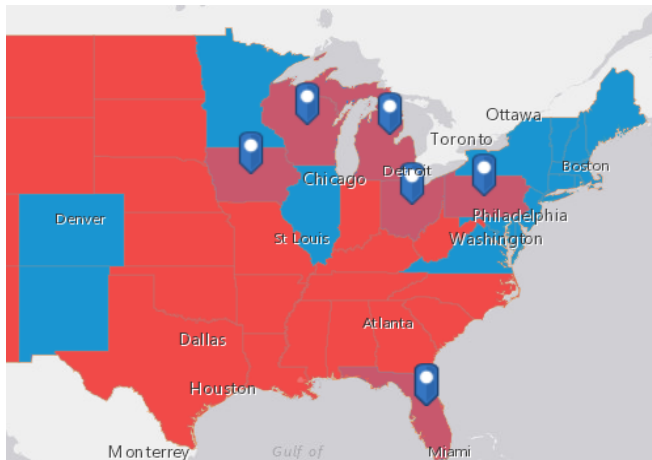 Ottawa
Toronto
Boston
Detroit
Chicago
Philadelphia
Denver
St Louis
Washington
Atlanta
Dallas
Houston
Monterrey
Gulf of
Miami